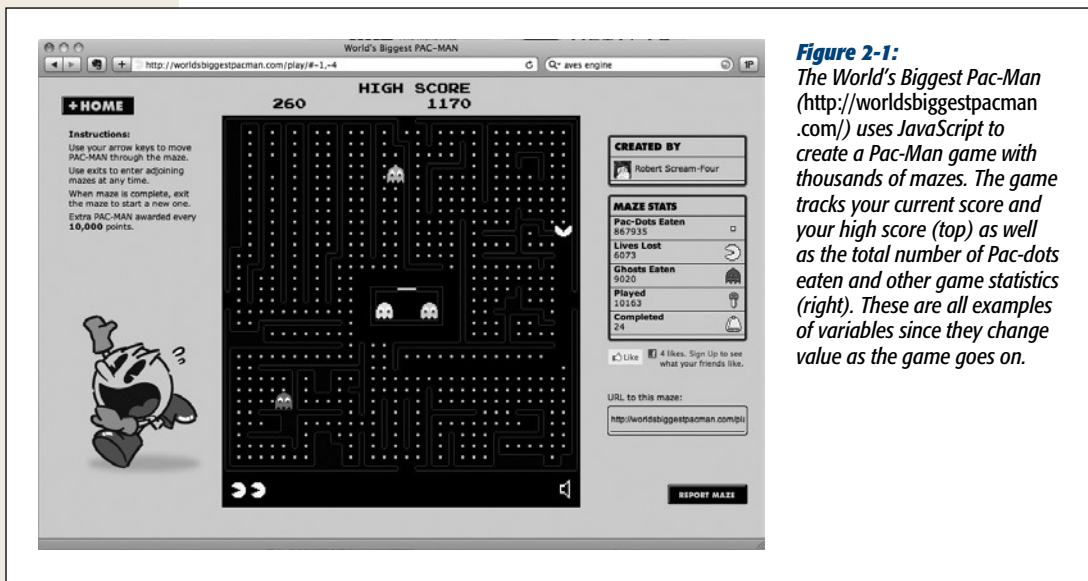 World's Biggest PAC-MAN
http://worldsbiggestpacman.com/play/#-1,-4
aves engine
1P
+HOME
HIGH SCORE
260 1170
Instructions:
Use your arrow keys to move
PAC-MAN through the maze.
Use exits to enter adjoining
mazes at any time.
When maze is complete, exit
the maze to start a new one.
Extra PAC-MAN awarded every
10,000 points.
CREATED BY
Robert Scream-Four
MAZE STATS
Pac-Dots Eaten
867935
Lives Lost
6073
Ghosts Eaten
9020
Played
10163
Completed
24
Like
4 likes. Sign Up to see
what your friends like.
URL to this maze:
http://worldsbiggestpacman.com/pla
REPORT MAZE
Figure 2-1:
The World's Biggest Pac-Man
(http://worldsbiggestpacman
.com/) uses JavaScript to
create a Pac-Man game with
thousands of mazes. The game
tracks your current score and
your high score (top) as well
as the total number of Pac-dots
eaten and other game statistics
(right). These are all examples
of variables since they change
value as the game goes on.